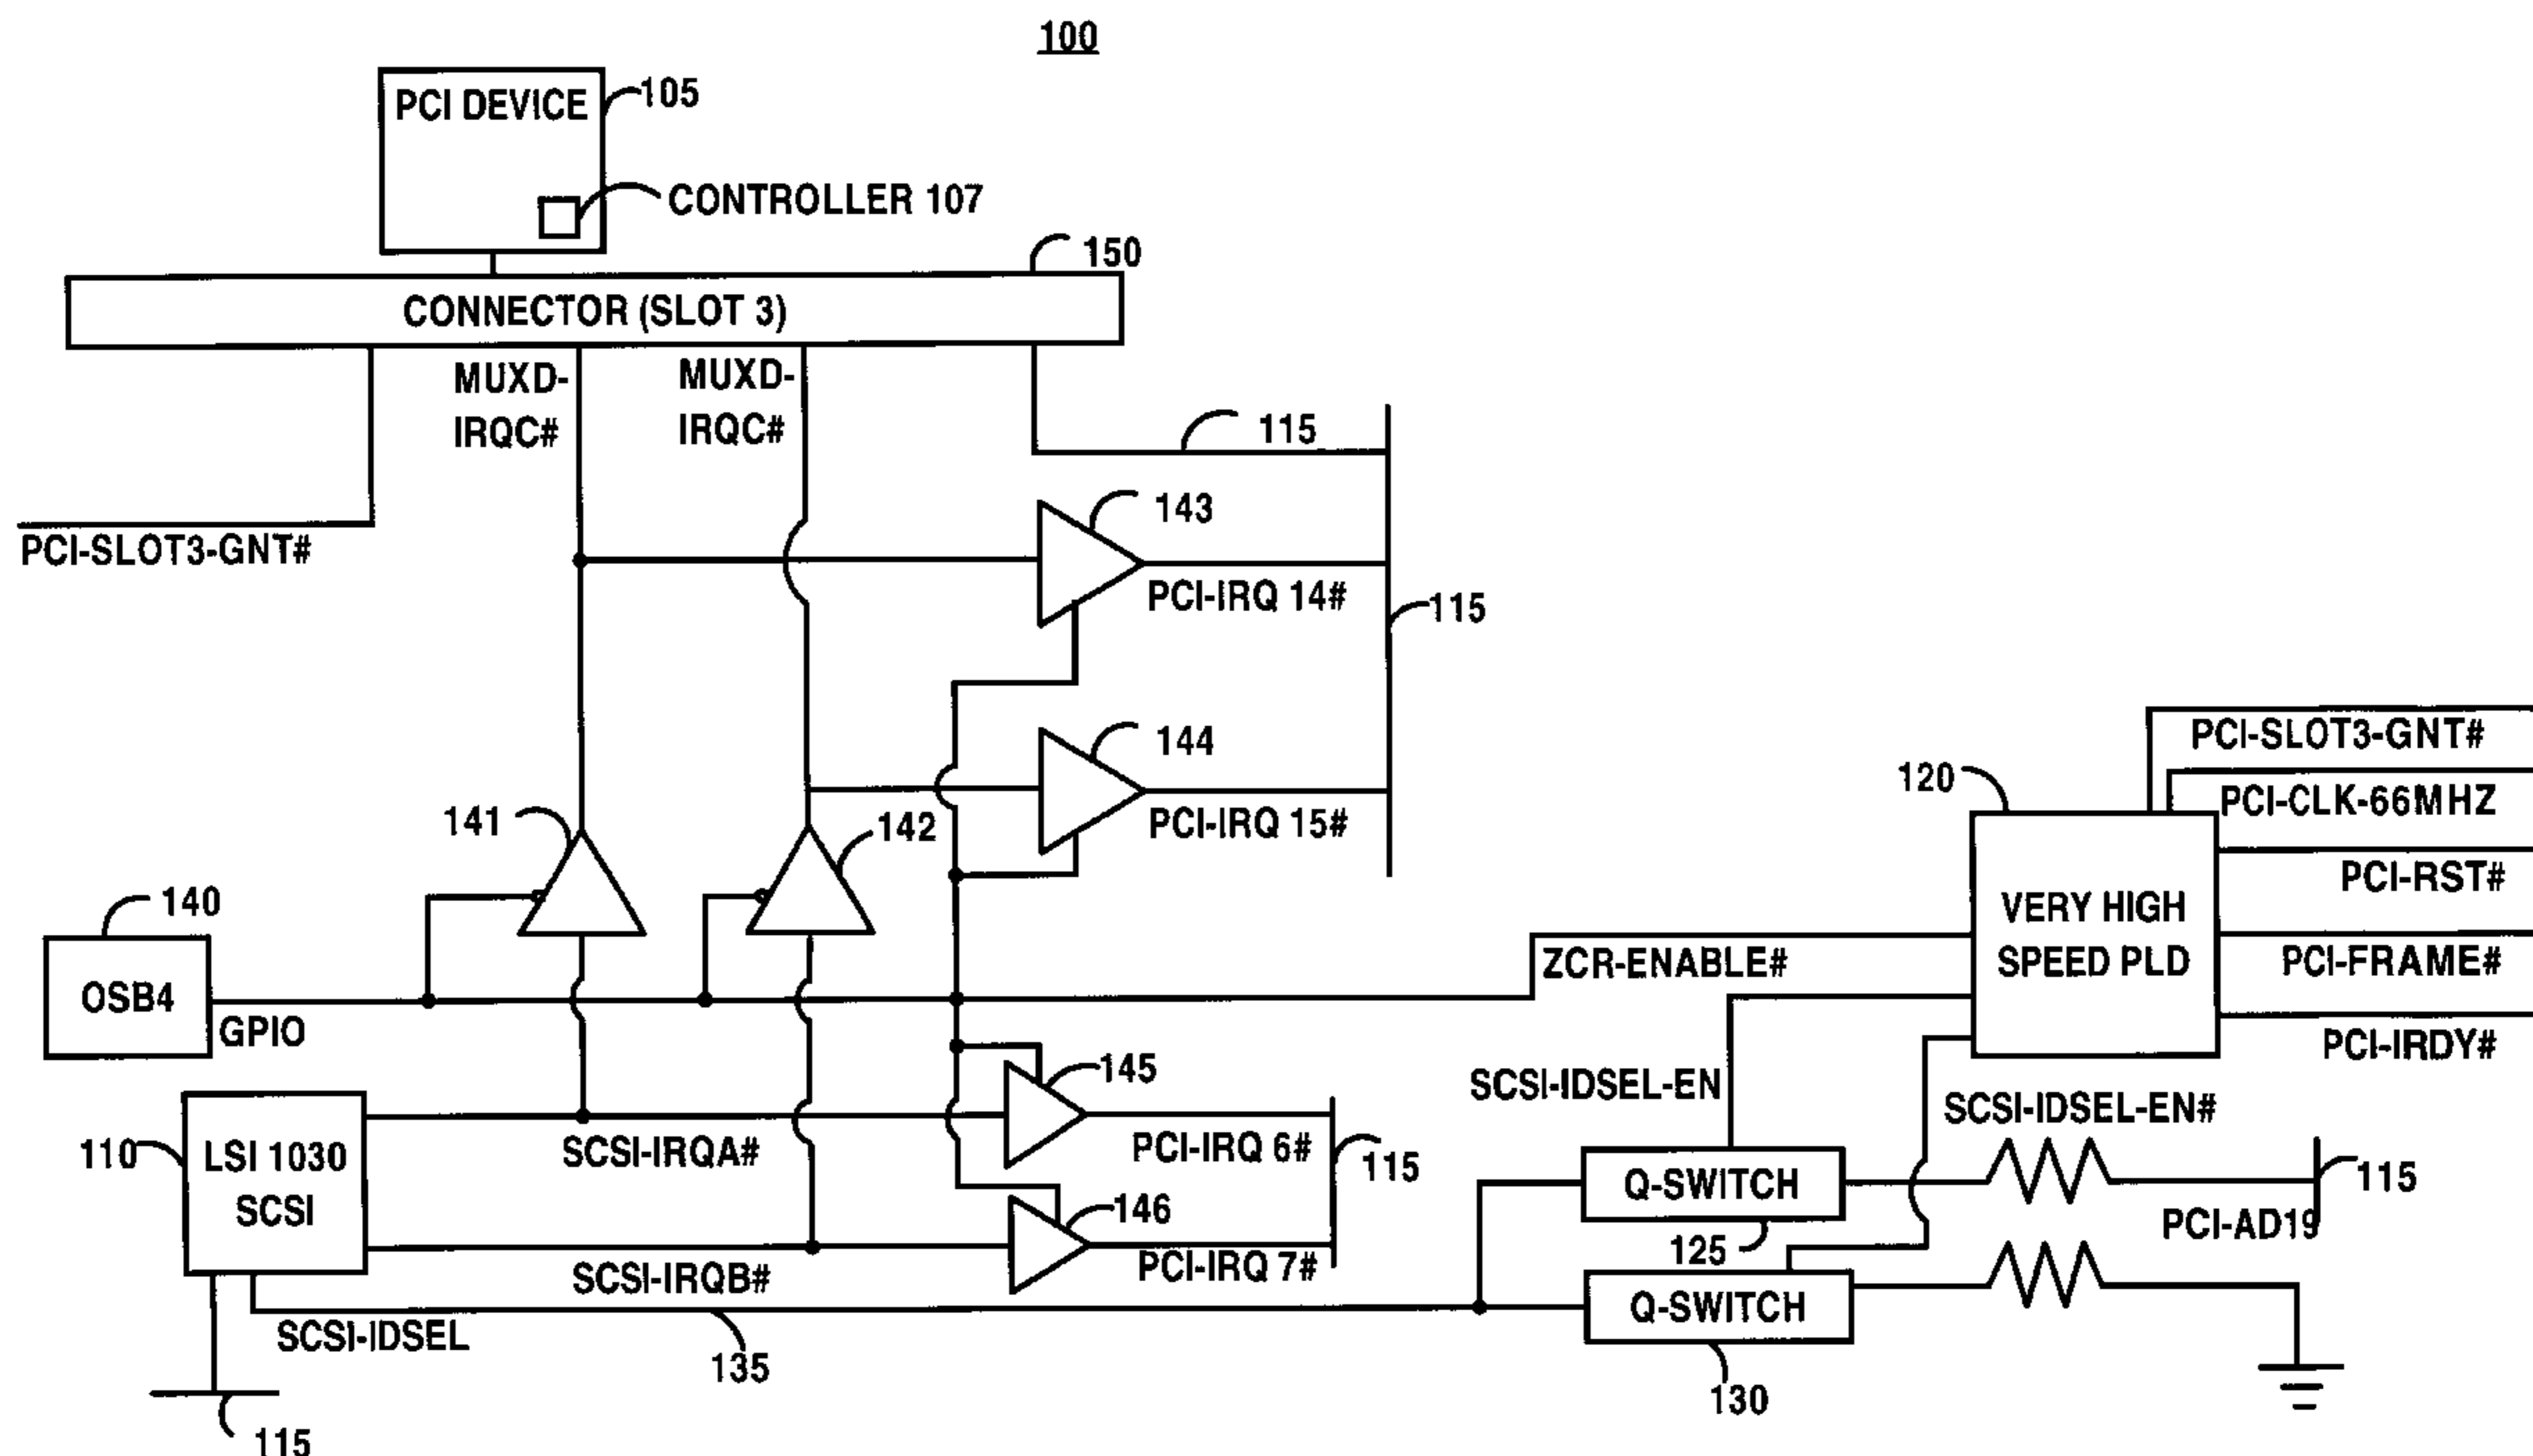 100
PCI DEVICE
105
CONTROLLER 107
150
CONNECTOR (SLOT 3)
MUXD-
IRQC#
MUXD-
IRQC#
115
143
PCI-SLOT3-GNT#
PCI-IRQ 14#
115
144
PCI-SLOT3-GNT#
120
PCI-CLK-66MHZ
141
142
PCI-IRQ 15#
PCI-RST#
140
VERY HIGH
SPEED PLD
ZCR-ENABLE#
PCI-FRAME#
OSB4
GPIO
PCI-IRDY#
145
SCSI-IDSEL-EN
SCSI-IDSEL-EN#
110
LSI 1030
SCSI
SCSI-IRQA#
PCI-IRQ 6#
115
Q-SWITCH
115
146
PCI-AD19
125
SCSI-IRQB#
PCI-IRQ 7#
Q-SWITCH
SCSI-IDSEL
135
130
115